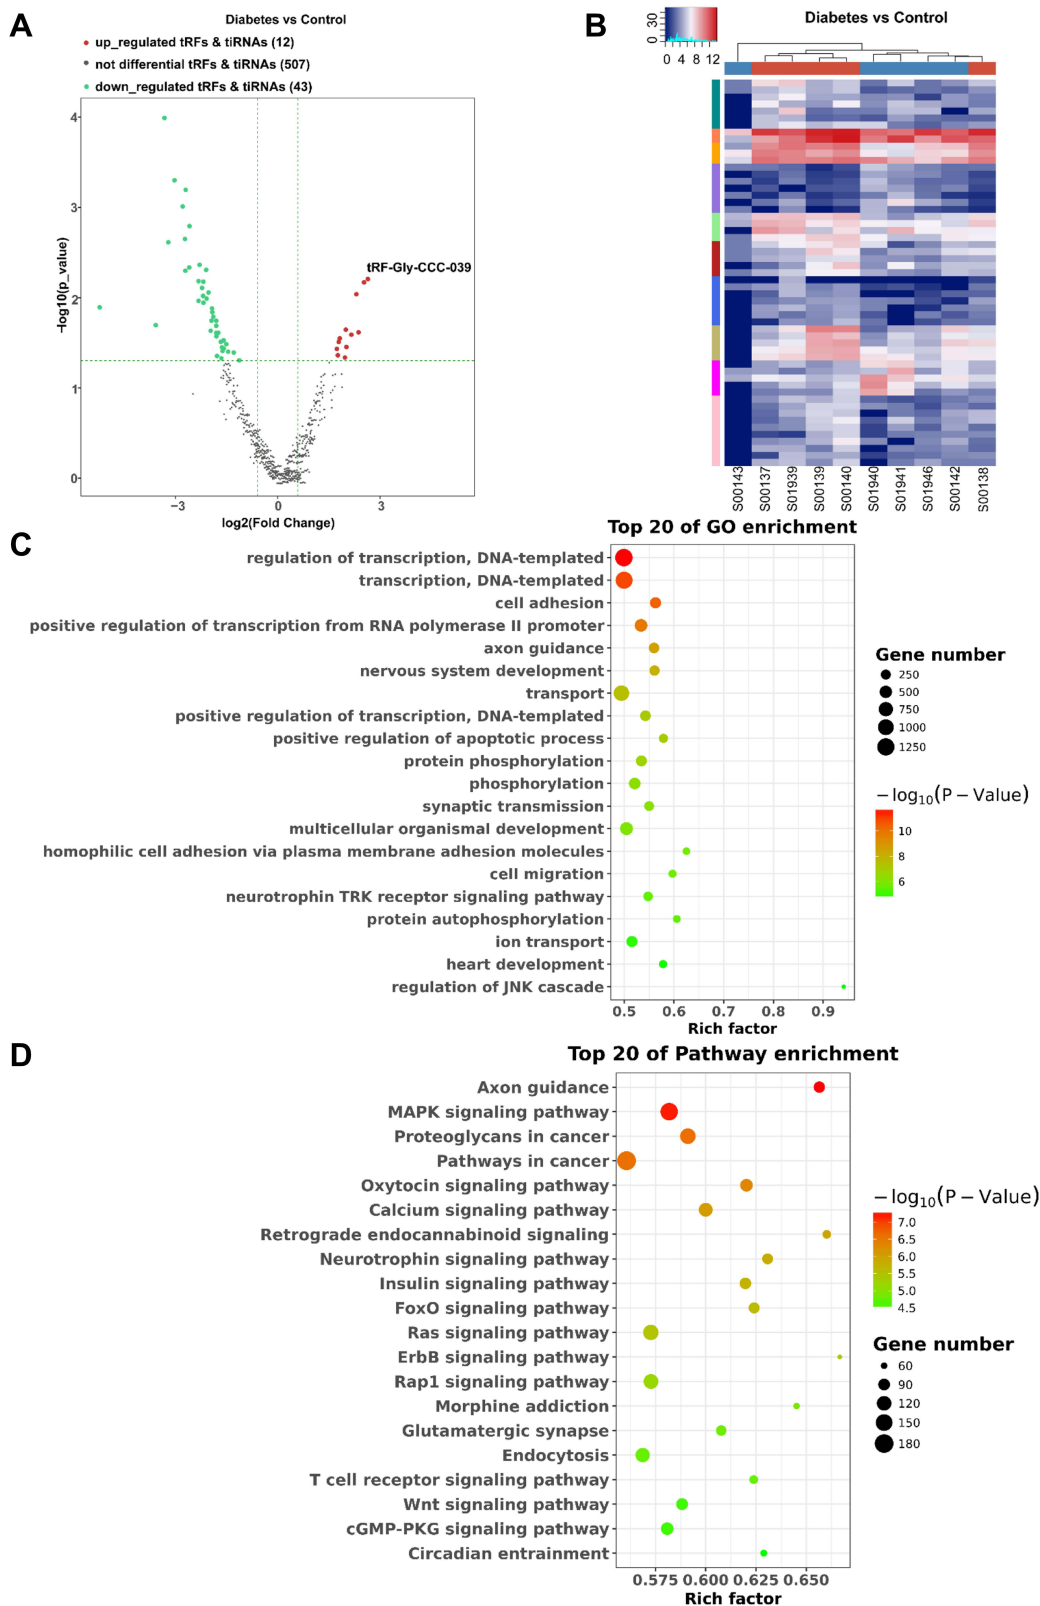 A
Diabetes vs Control
up_regulated tRFs & tiRNAs (12)
not differential tRFs & tiRNAs (507)
down_regulated tRFs & tiRNAs (43)
tRF-Gly-CCC-039
-log10(p_value)
4
3
2
1
0
-3
0
3
log2(Fold Change)
B
Diabetes vs Control
0 10 30
0 4 8 12
S00143
S00137
S01939
S00139
S00140
S01940
S01941
S01946
S00142
S00138
C
Top 20 of GO enrichment
regulation of transcription, DNA-templated
transcription, DNA-templated
cell adhesion
positive regulation of transcription from RNA polymerase II promoter
axon guidance
nervous system development
transport
positive regulation of transcription, DNA-templated
positive regulation of apoptotic process
protein phosphorylation
phosphorylation
synaptic transmission
multicellular organismal development
homophilic cell adhesion via plasma membrane adhesion molecules
cell migration
neurotrophin TRK receptor signaling pathway
protein autophosphorylation
ion transport
heart development
regulation of JNK cascade
0.5 0.6 0.7 0.8 0.9
Rich factor
Gene number
250
500
750
1000
1250
−log10(P−Value)
10
8
6
D
Top 20 of Pathway enrichment
Axon guidance
MAPK signaling pathway
Proteoglycans in cancer
Pathways in cancer
Oxytocin signaling pathway
Calcium signaling pathway
Retrograde endocannabinoid signaling
Neurotrophin signaling pathway
Insulin signaling pathway
FoxO signaling pathway
Ras signaling pathway
ErbB signaling pathway
Rap1 signaling pathway
Morphine addiction
Glutamatergic synapse
Endocytosis
T cell receptor signaling pathway
Wnt signaling pathway
cGMP-PKG signaling pathway
Circadian entrainment
0.575 0.600 0.625 0.650
Rich factor
−log10(P−Value)
7.0
6.5
6.0
5.5
5.0
4.5
Gene number
60
90
120
150
180